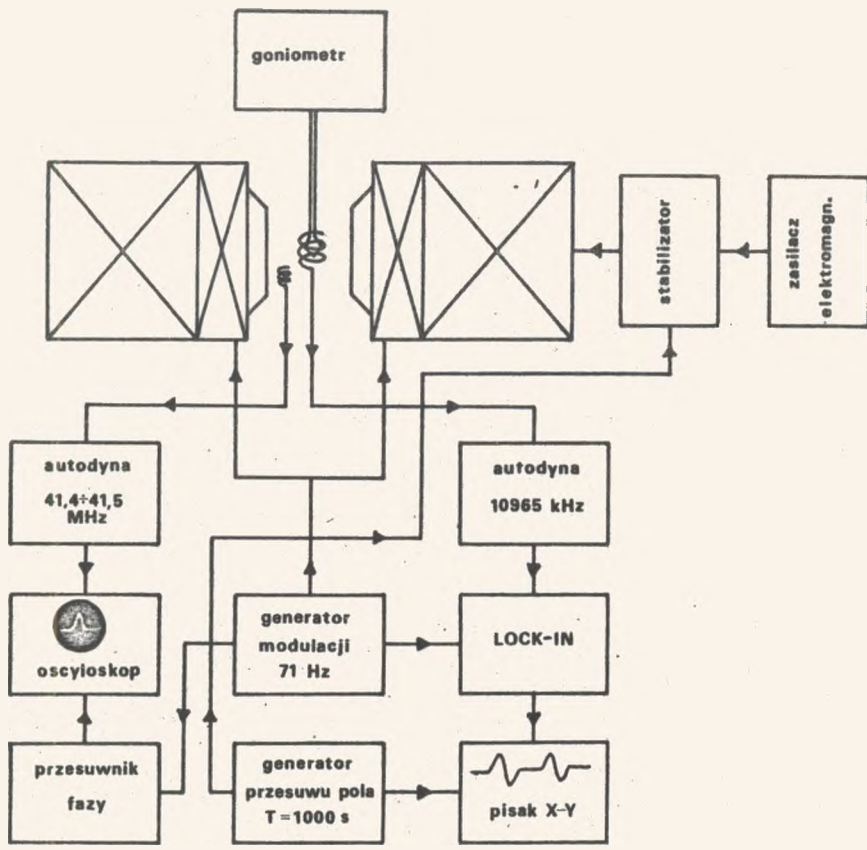 goniometr
stabilizator
zasilacz
elektromagn.
autodyna
41,4÷41,5
MHz
autodyna
10965 kHz
oscyloskop
generator
modulacji
71 Hz
LOCK-IN
przesuwnik
fazy
generator
przesuwu pola
T = 1000 s
pisak X-Y